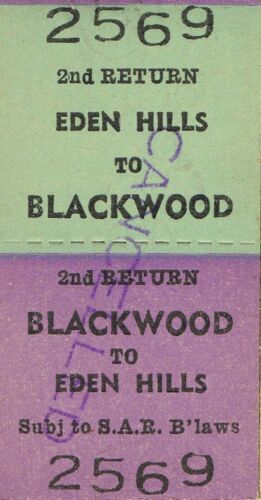 2569
2nd RETURN
EDEN HILLS
TO
BLACKWOOD
CANCELLED
2nd RETURN
BLACKWOOD
TO
EDEN HILLS
Subj to S.A.R. B'laws
2569